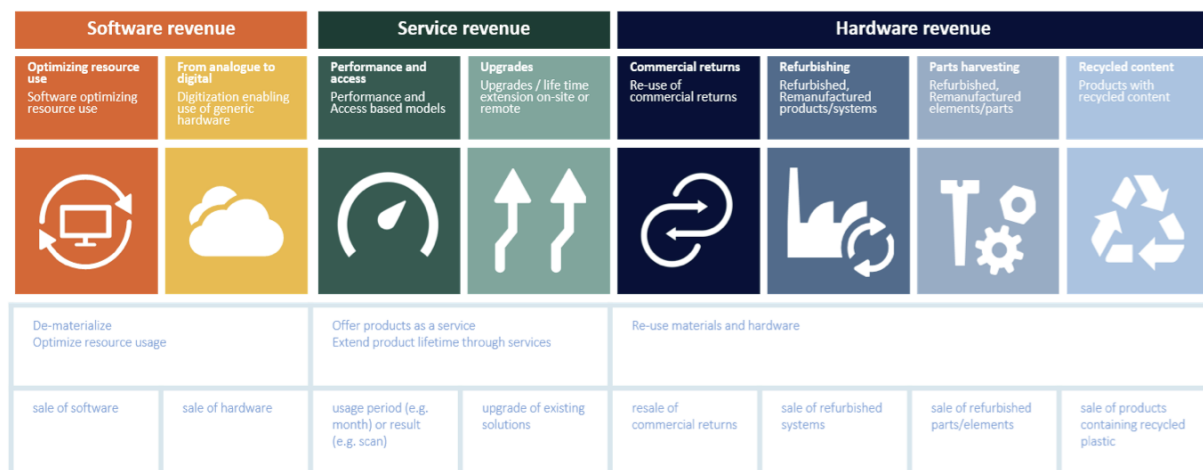 Software revenue
Service revenue
Hardware revenue
Optimizing resource
use
Software optimizing
resource use
From analogue to
digital
Digitization enabling
use of generic
hardware
Performance and
access
Performance and
Access based models
Upgrades
Upgrades / life time
extension on-site or
remote
Commercial returns
Re-use of
commercial returns
Refurbishing
Refurbished,
Remanufactured
products/systems
Parts harvesting
Refurbished,
Remanufactured
elements/parts
Recycled content
Products with
recycled content
De-materialize
Optimize resource usage
Offer products as a service
Extend product lifetime through services
Re-use materials and hardware
sale of software
sale of hardware
usage period (e.g.
month) or result
(e.g. scan)
upgrade of existing
solutions
resale of
commercial returns
sale of refurbished
systems
sale of refurbished
parts/elements
sale of products
containing recycled
plastic